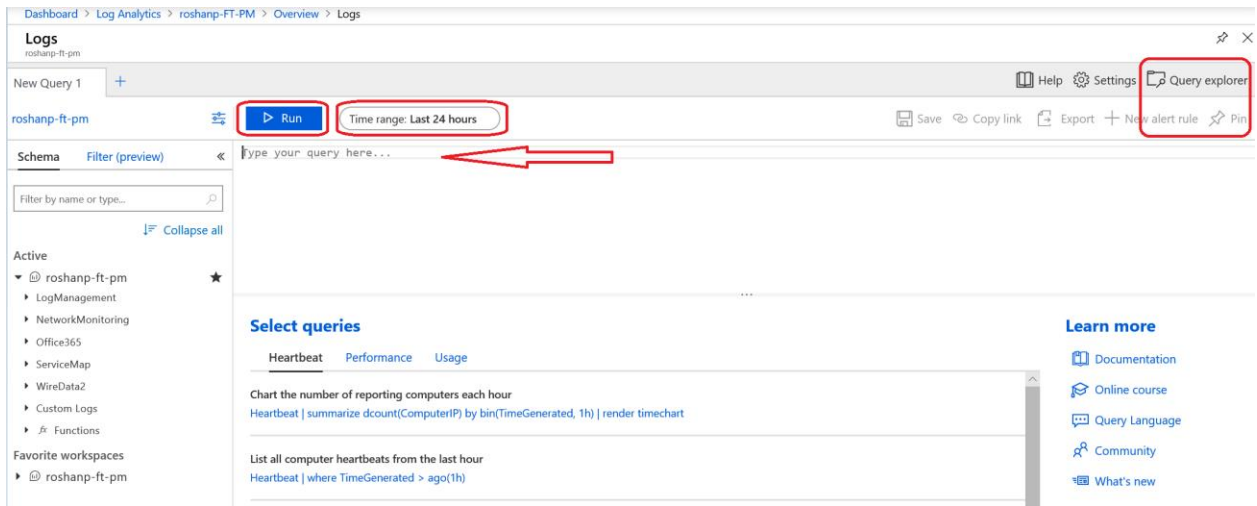 Dashboard > Log Analytics > roshanp-FT-PM > Overview > Logs
Logs
roshanp-ft-pm
New Query 1 +
Help Settings Query explorer
roshanp-ft-pm
Run
Time range: Last 24 hours
Save Copy link Export + New alert rule Pin
Schema Filter (preview) «
Type your query here...
Filter by name or type...
Collapse all
Active
roshanp-ft-pm
LogManagement
NetworkMonitoring
Office365
ServiceMap
WireData2
Custom Logs
fx Functions
Favorite workspaces
roshanp-ft-pm
...
Select queries
Heartbeat Performance Usage
Chart the number of reporting computers each hour
Heartbeat | summarize dcount(ComputerIP) by bin(TimeGenerated, 1h) | render timechart
List all computer heartbeats from the last hour
Heartbeat | where TimeGenerated > ago(1h)
Learn more
Documentation
Online course
Query Language
Community
What's new